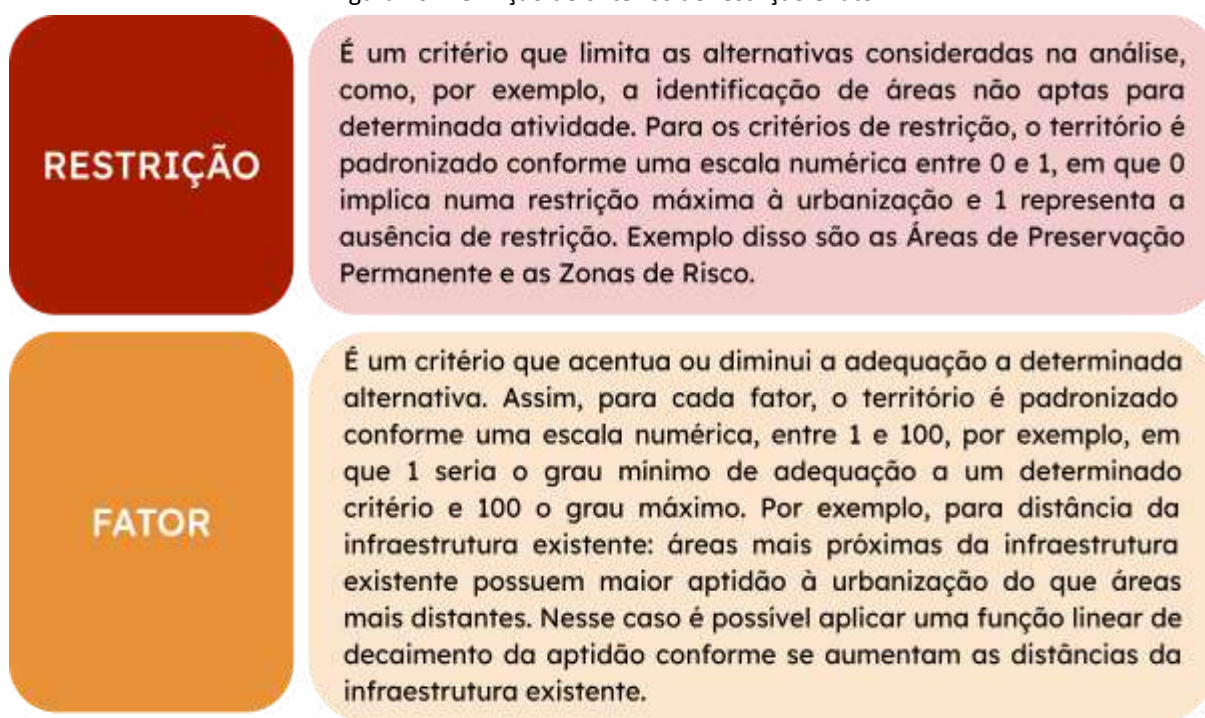 RESTRIÇÃO
É um critério que limita as alternativas consideradas na análise,
como, por exemplo, a identificação de áreas não aptas para
determinada atividade. Para os critérios de restrição, o território é
padronizado conforme uma escala numérica entre 0 e 1, em que 0
implica numa restrição máxima à urbanização e 1 representa a
ausência de restrição. Exemplo disso são as Áreas de Preservação
Permanente e as Zonas de Risco.
FATOR
É um critério que acentua ou diminui a adequação a determinada
alternativa. Assim, para cada fator, o território é padronizado
conforme uma escala numérica, entre 1 e 100, por exemplo, em
que 1 seria o grau mínimo de adequação a um determinado
critério e 100 o grau máximo. Por exemplo, para distância da
infraestrutura existente: áreas mais próximas da infraestrutura
existente possuem maior aptidão à urbanização do que áreas
mais distantes. Nesse caso é possível aplicar uma função linear de
decaimento da aptidão conforme se aumentam as distâncias da
infraestrutura existente.